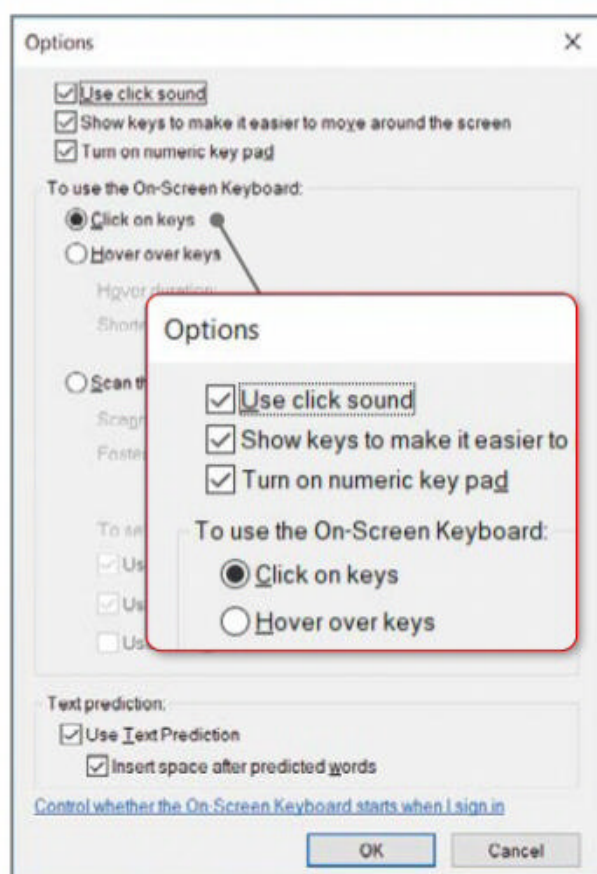 Options
Use click sound
Show keys to make it easier to move around the screen
Turn on numeric key pad
To use the On-Screen Keyboard:
Click on keys
Hover over keys
Hover duration:
Scan
To
Options
Use click sound
Show keys to make it easier to
Turn on numeric key pad
To use the On-Screen Keyboard:
Click on keys
Hover over keys
Text prediction:
Use Text Prediction
Insert space after predicted words
Control whether the On-Screen Keyboard starts when I sign in
OK
Cancel